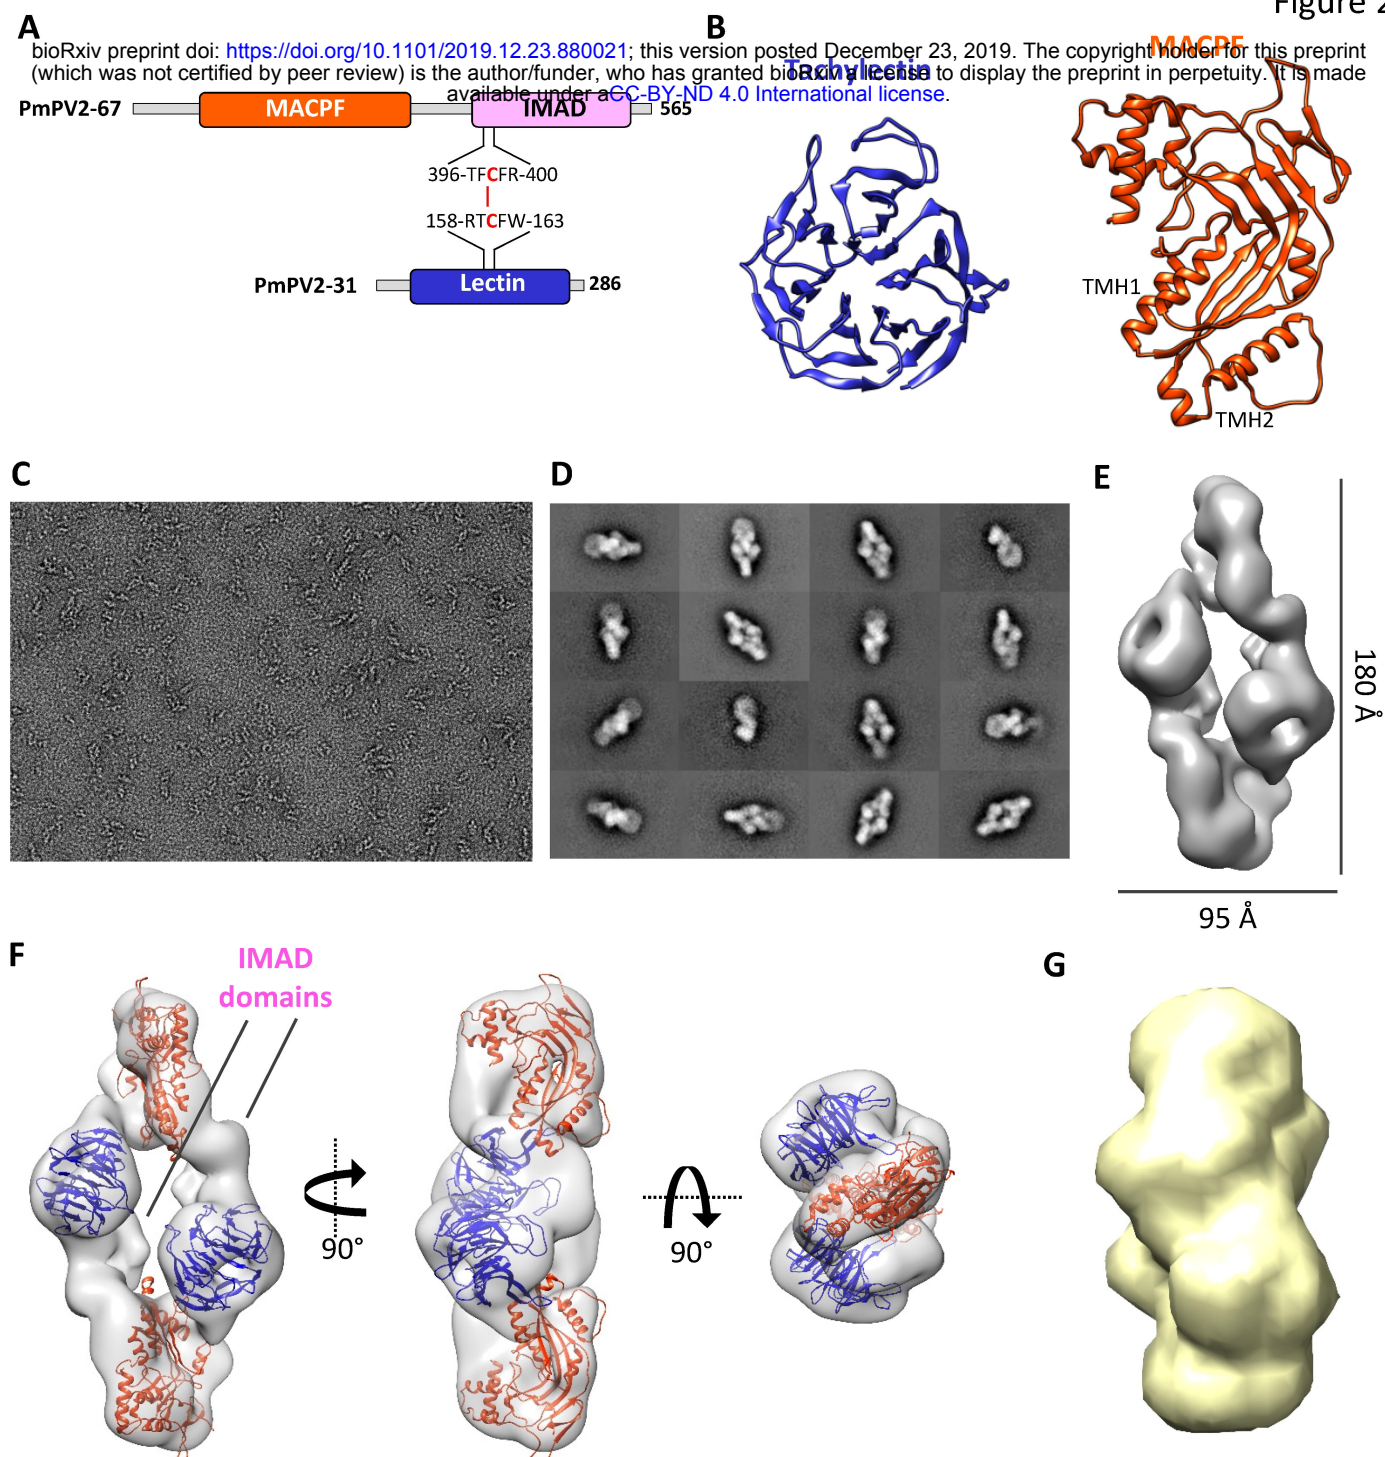 Figure 2
A
B
bioRxiv preprint doi: https://doi.org/10.1101/2019.12.23.880021; this version posted December 23, 2019. The copyright holder for this preprint
(which was not certified by peer review) is the author/funder, who has granted bioRxiv a license to display the preprint in perpetuity. It is made
available under aCC-BY-ND 4.0 International license.
MACPF
Tachylectin
PmPV2-67
MACPF
IMAD
565
396-TFCFR-400
158-RTCFW-163
PmPV2-31
Lectin
286
TMH1
TMH2
C
D
E
180 Å
95 Å
F
IMAD
domains
90°
90°
G